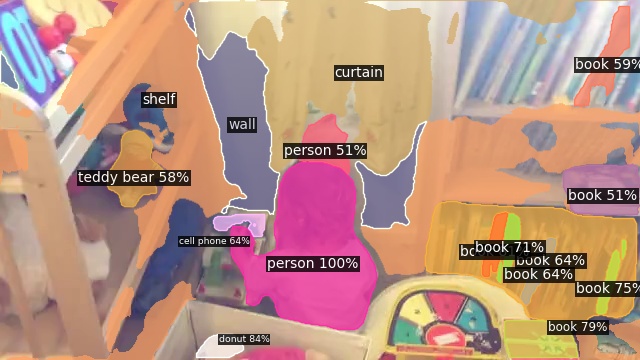 book 59%
curtain
shelf
wall
person 51%
teddy bear 58%
book 51%
cell phone 64%
book 71%
book 64%
person 100%
book 64%
book 75%
book 79%
donut 84%